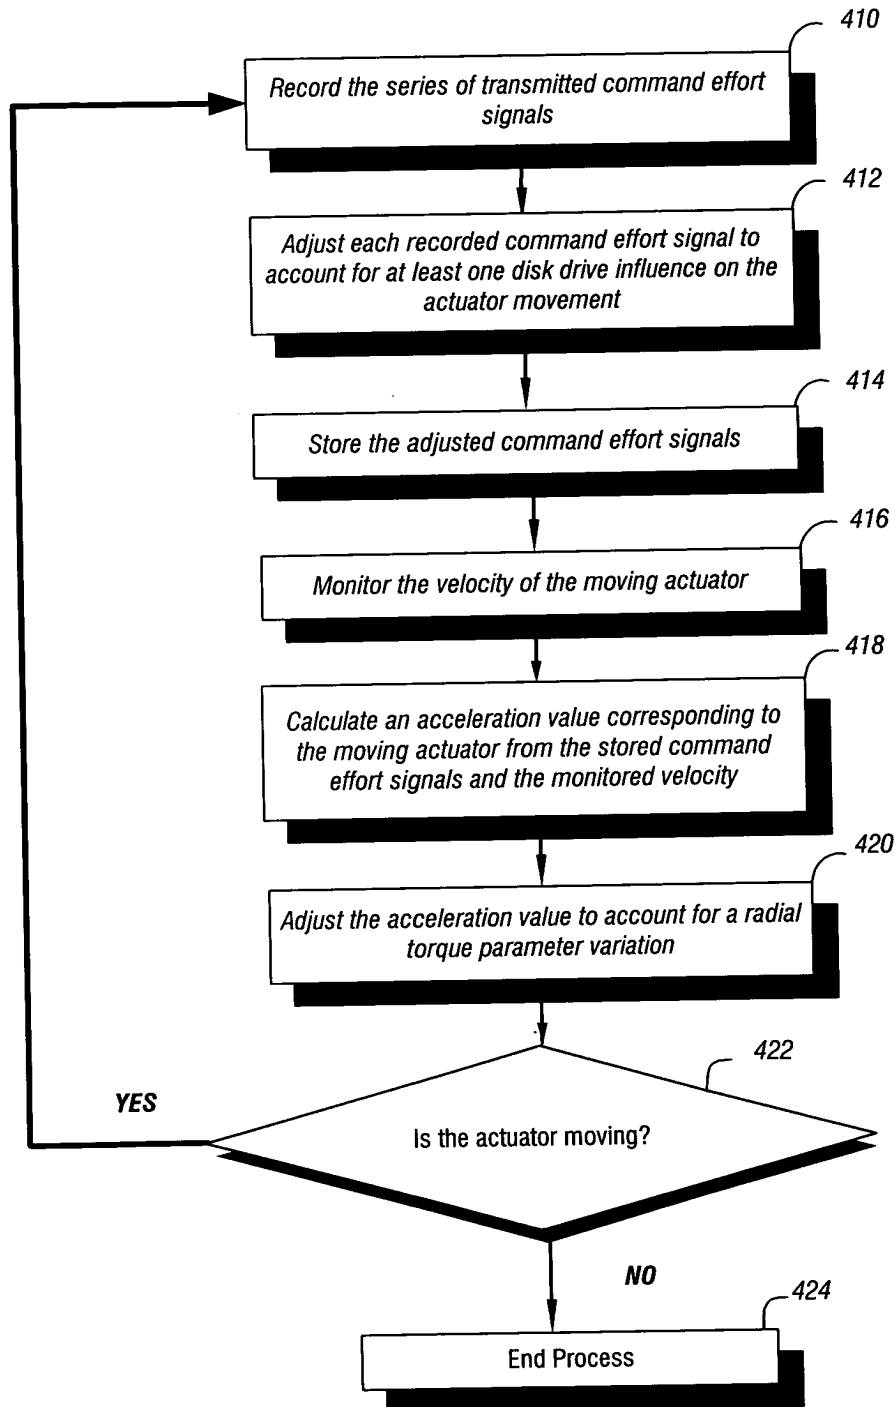 410
Record the series of transmitted command effort
signals
412
Adjust each recorded command effort signal to
account for at least one disk drive influence on the
actuator movement
414
Store the adjusted command effort signals
416
Monitor the velocity of the moving actuator
418
Calculate an acceleration value corresponding to
the moving actuator from the stored command
effort signals and the monitored velocity
420
Adjust the acceleration value to account for a radial
torque parameter variation
422
YES
Is the actuator moving?
NO
424
End Process